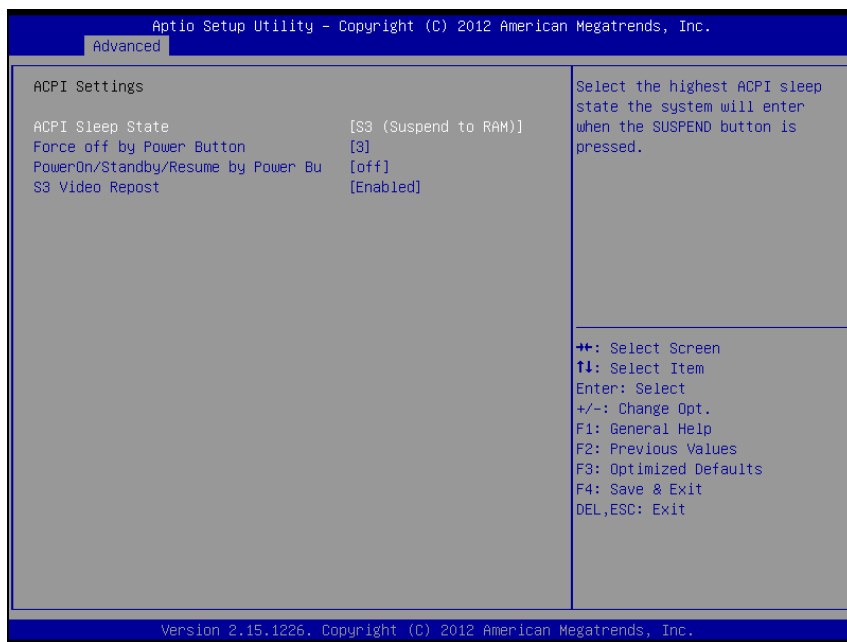 Aptio Setup Utility – Copyright (C) 2012 American Megatrends, Inc.
Advanced
ACPI Settings
ACPI Sleep State [S3 (Suspend to RAM)]
Force off by Power Button [3]
PowerOn/Standby/Resume by Power Bu [off]
S3 Video Repost [Enabled]
Select the highest ACPI sleep
state the system will enter
when the SUSPEND button is
pressed.
→←: Select Screen
↑↓: Select Item
Enter: Select
+/-: Change Opt.
F1: General Help
F2: Previous Values
F3: Optimized Defaults
F4: Save & Exit
DEL,ESC: Exit
Version 2.15.1226. Copyright (C) 2012 American Megatrends, Inc.